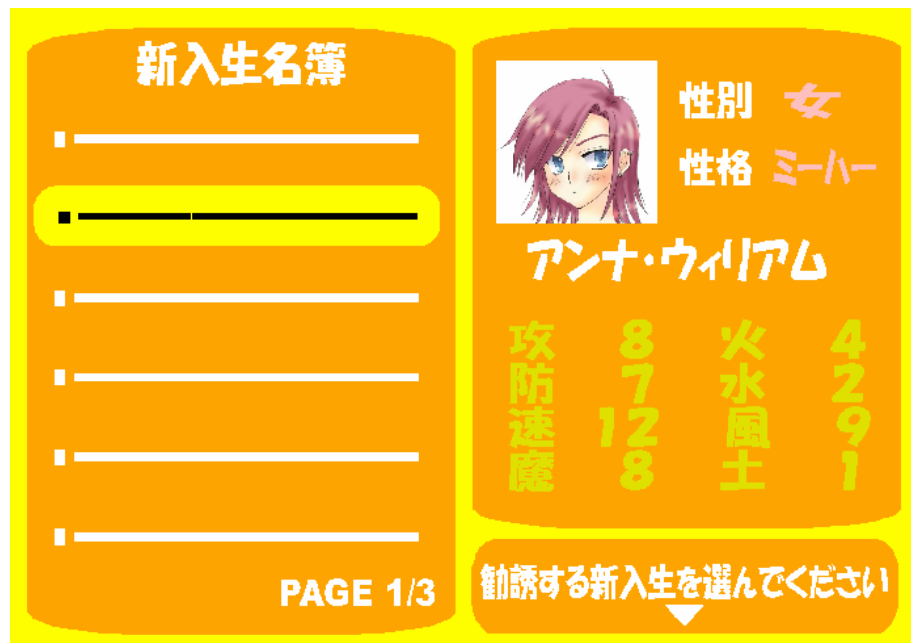 新入生名簿
PAGE 1/3
性別 女
性格 ミーハー
アンナ・ウィリアム
攻 8 火 4
防 7 水 2
速 12 風 9
魔 8 土 1
勧誘する新入生を選んでください